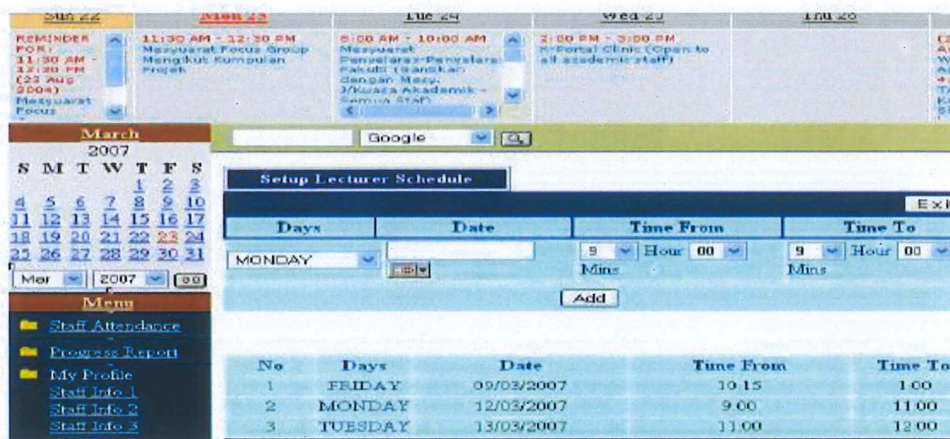 Sun 22 Mon 23 Tue 24 Wed 25 Thu 26
REMINDER FOR:
11:30 AM -
12:30 PM
(23 Aug
2004)
Mesyuarat
Focus
11:30 AM - 12:30 PM
Mesyuarat Focus Group
Mengikut Kumpulan
Projek
8:00 AM - 10:00 AM
Mesyuarat
Penyelaras-Penyelaras
Fakulti (Gantikan
dengan Mesy.
J/Kuasa Akademik -
Semua Staf)
2:00 PM - 3:00 PM
K-Portal Clinic (Open to
all academic staff)
March
2007
S M T W T F S
1 2 3
4 5 6 7 8 9 10
11 12 13 14 15 16 17
18 19 20 21 22 23 24
25 26 27 28 29 30 31
Mar 2007 GO
Menu
Staff Attendance
Progress Report
My Profile
Staff Info 1
Staff Info 2
Staff Info 3
Google
Setup Lecturer Schedule
Exi
Days Date Time From Time To
MONDAY 9 Hour 00 Mins 9 Hour 00 Mins
Add
No Days Date Time From Time To
1 FRIDAY 09/03/2007 10:15 1:00
2 MONDAY 12/03/2007 9:00 11:00
3 TUESDAY 13/03/2007 11:00 12:00